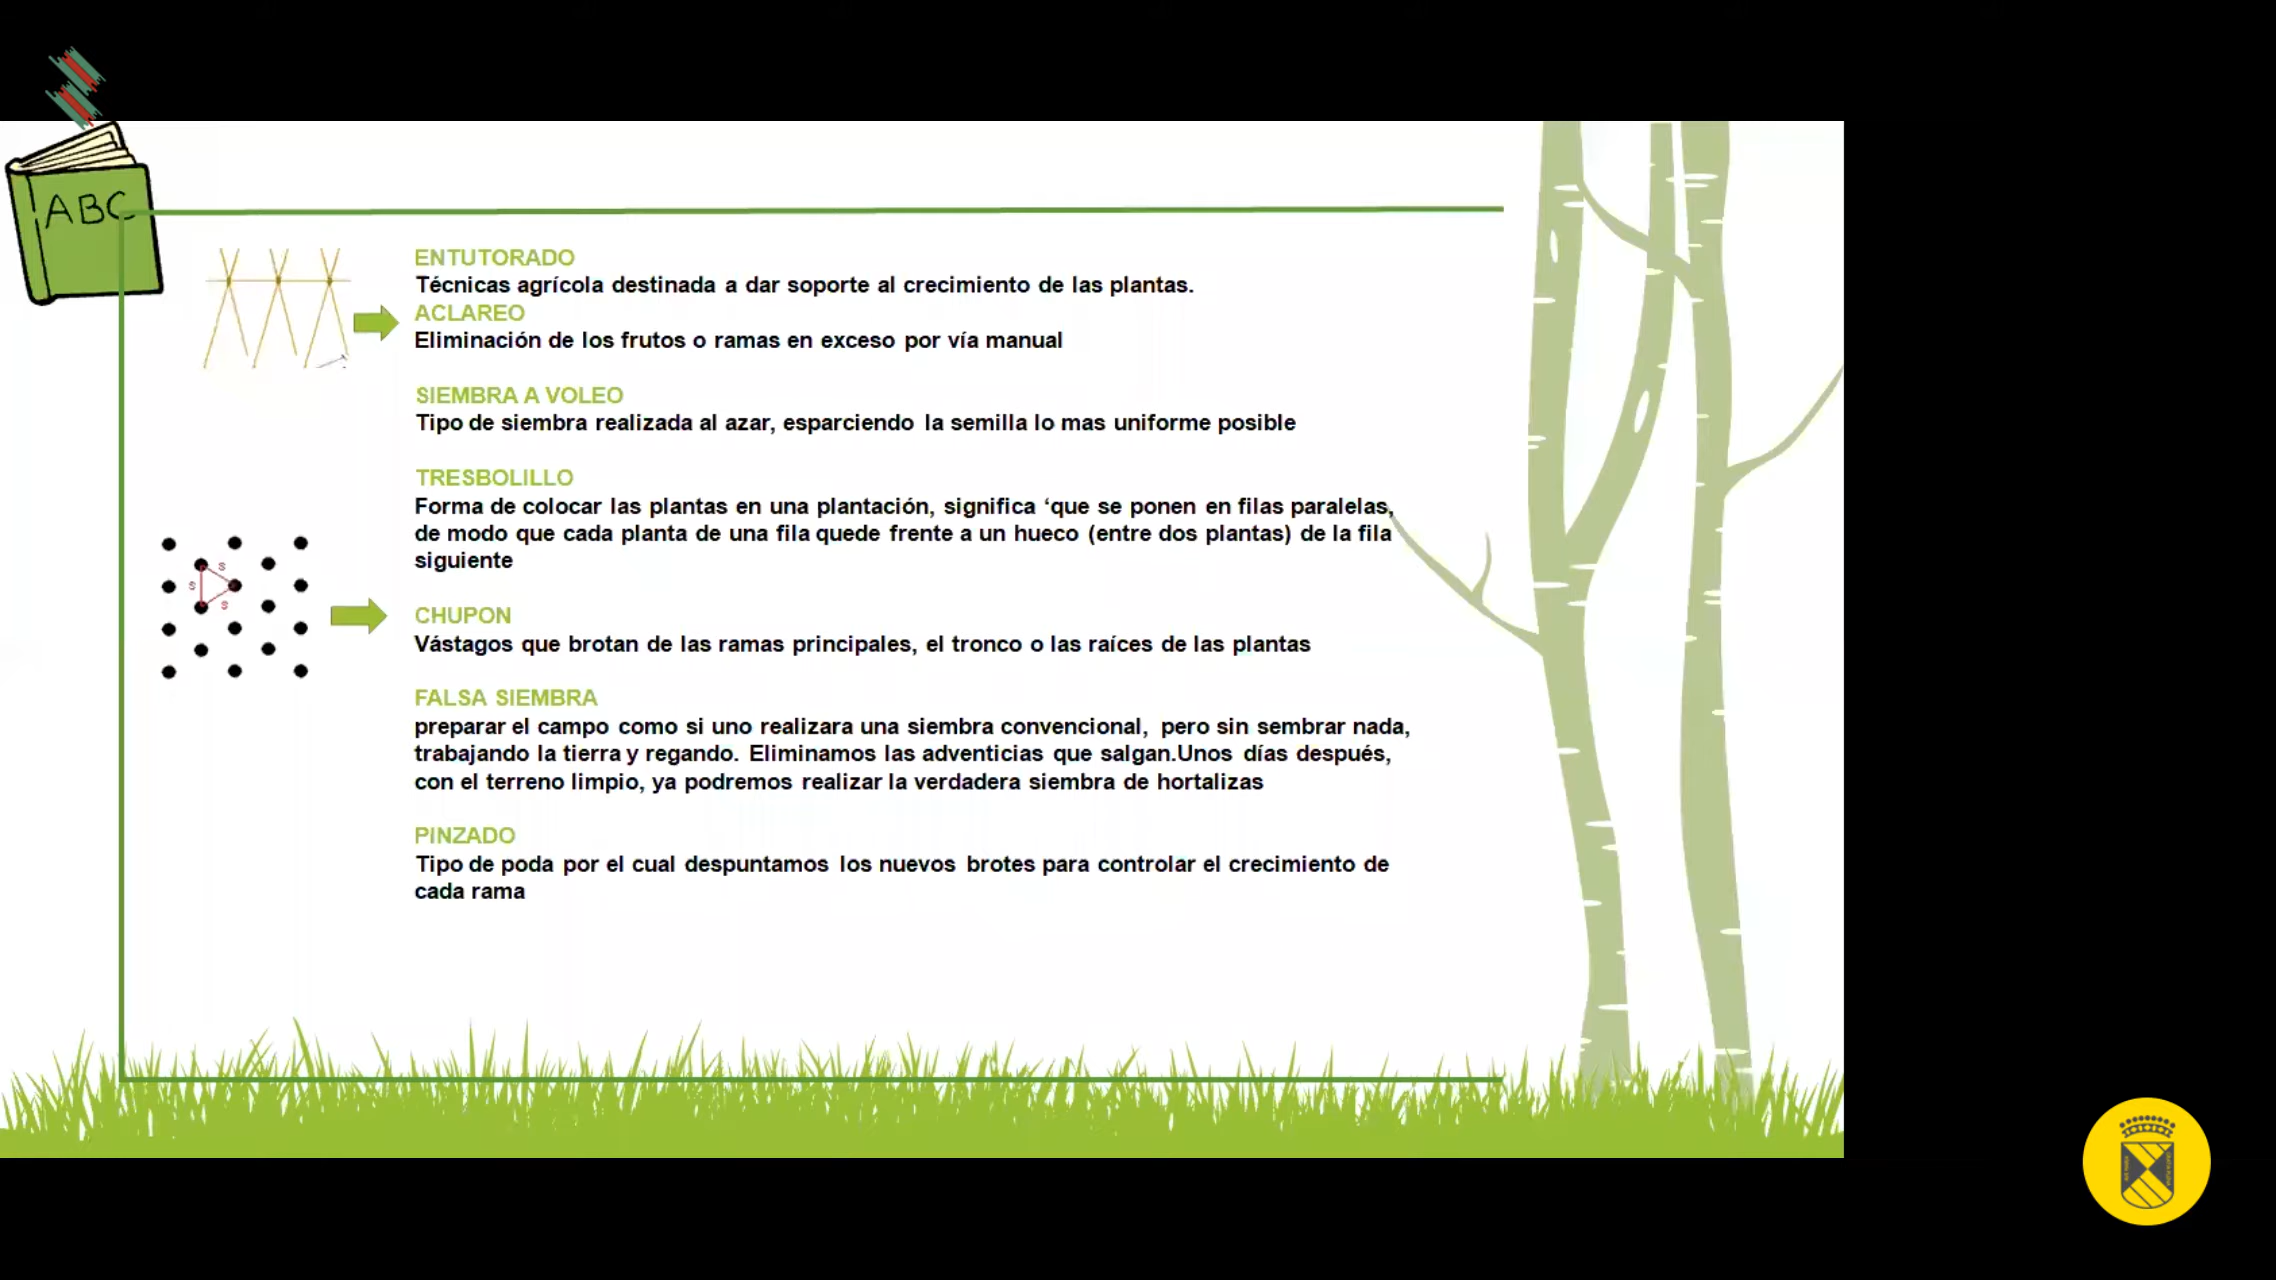 ABC
ENTUTORADO
Técnicas agrícola destinada a dar soporte al crecimiento de las plantas.
ACLAREO
Eliminación de los frutos o ramas en exceso por vía manual
SIEMBRA A VOLEO
Tipo de siembra realizada al azar, esparciendo la semilla lo mas uniforme posible
TRESBOLILLO
Forma de colocar las plantas en una plantación, significa ‘que se ponen en filas paralelas,
de modo que cada planta de una fila quede frente a un hueco (entre dos plantas) de la fila
siguiente
s
s
s
CHUPON
Vástagos que brotan de las ramas principales, el tronco o las raíces de las plantas
FALSA SIEMBRA
preparar el campo como si uno realizara una siembra convencional, pero sin sembrar nada,
trabajando la tierra y regando. Eliminamos las adventicias que salgan.Unos días después,
con el terreno limpio, ya podremos realizar la verdadera siembra de hortalizas
PINZADO
Tipo de poda por el cual despuntamos los nuevos brotes para controlar el crecimiento de
cada rama